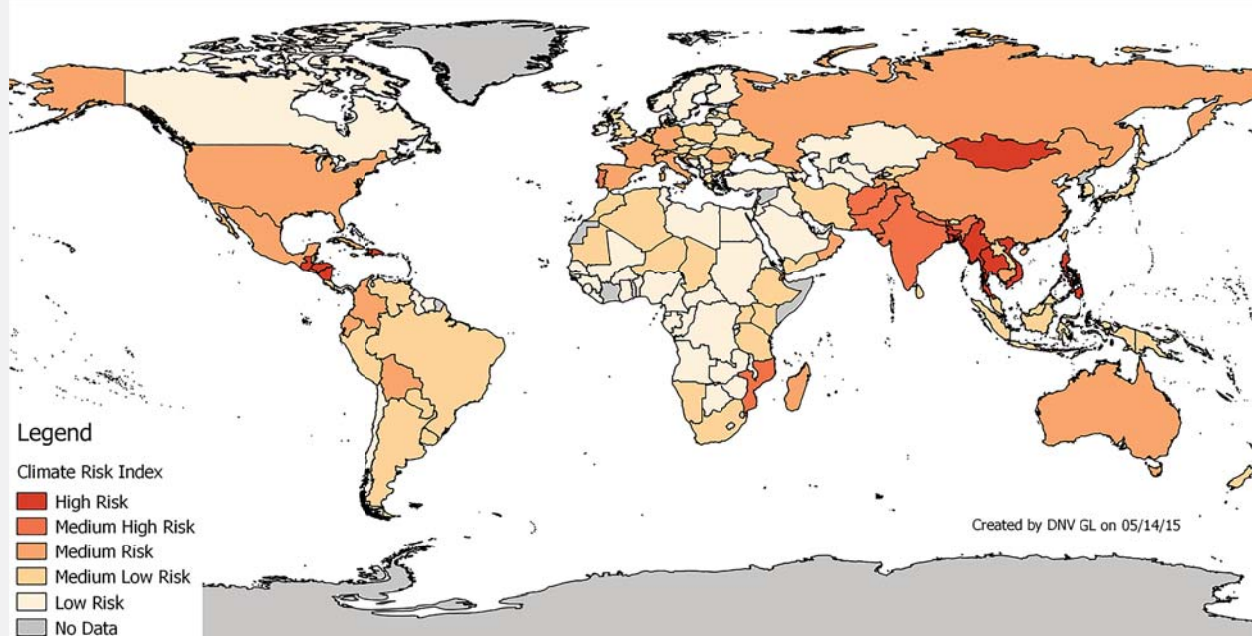 Legend
Climate Risk Index
High Risk
Medium High Risk
Medium Risk
Medium Low Risk
Low Risk
No Data
Created by DNV GL on 05/14/15